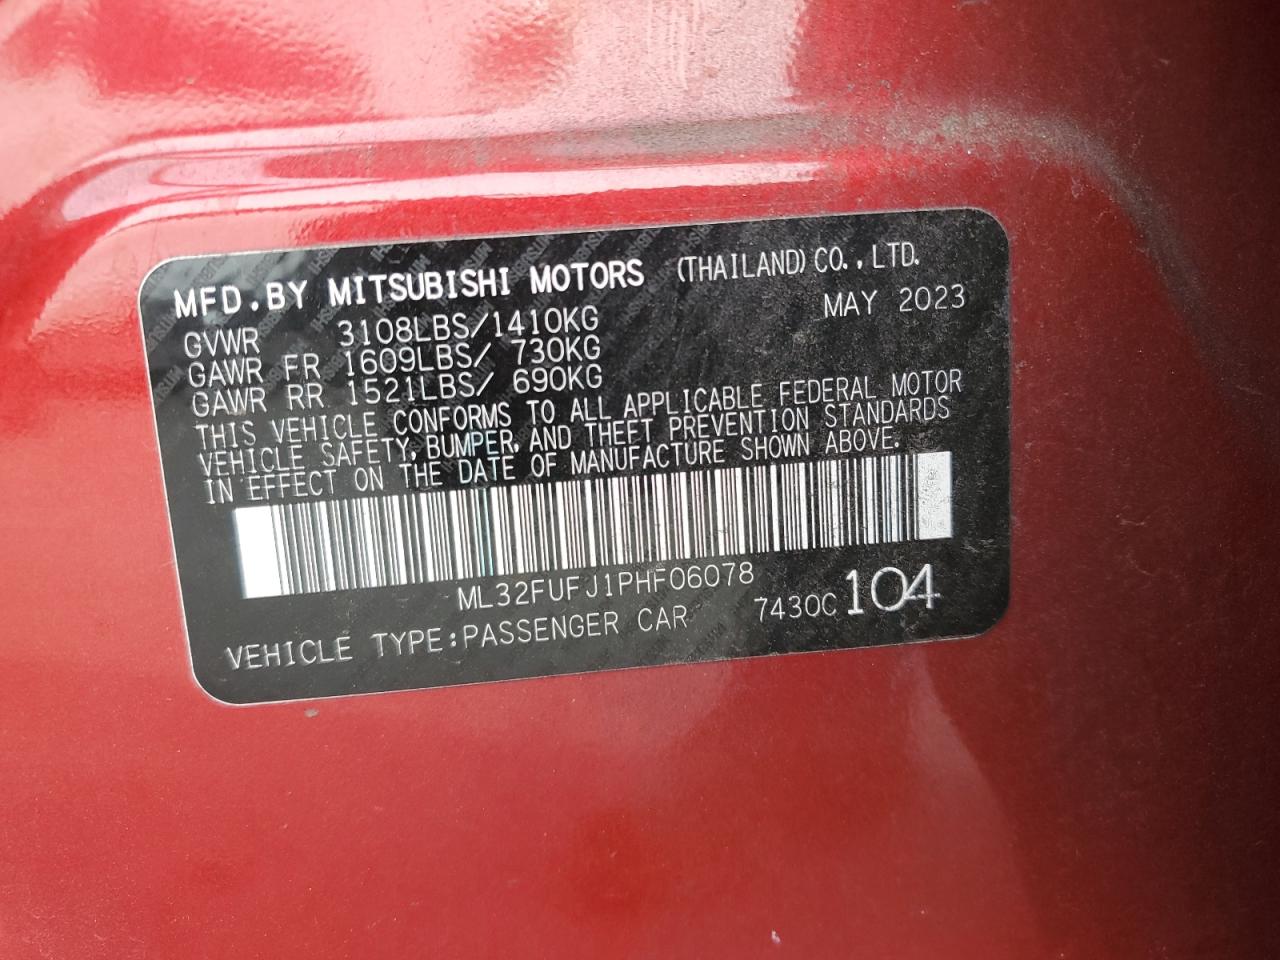 MFD.BY MITSUBISHI MOTORS (THAILAND) CO.,LTD.
MAY 2023
GVWR 3108LBS/1410KG
GAWR FR 1609LBS/ 730KG
GAWR RR 1521LBS/ 690KG
THIS VEHICLE CONFORMS TO ALL APPLICABLE FEDERAL MOTOR
VEHICLE SAFETY, BUMPER, AND THEFT PREVENTION STANDARDS
IN EFFECT ON THE DATE OF MANUFACTURE SHOWN ABOVE.
ML32FUFJ1PHF06078
VEHICLE TYPE:PASSENGER CAR 7430C 104